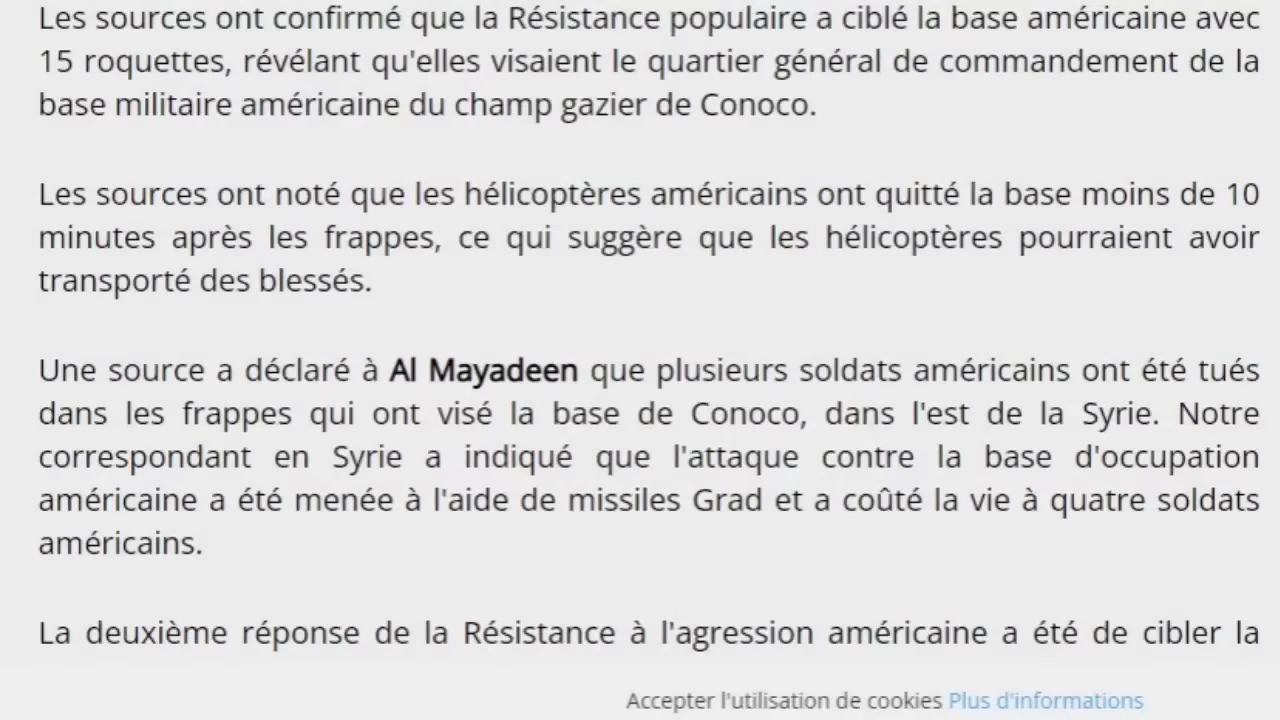 Les sources ont confirmé que la Résistance populaire a ciblé la base américaine avec
15 roquettes, révélant qu'elles visaient le quartier général de commandement de la
base militaire américaine du champ gazier de Conoco.
Les sources ont noté que les hélicoptères américains ont quitté la base moins de 10
minutes après les frappes, ce qui suggère que les hélicoptères pourraient avoir
transporté des blessés.
Une source a déclaré à Al Mayadeen que plusieurs soldats américains ont été tués
dans les frappes qui ont visé la base de Conoco, dans l'est de la Syrie. Notre
correspondant en Syrie a indiqué que l'attaque contre la base d'occupation
américaine a été menée à l'aide de missiles Grad et a coûté la vie à quatre soldats
américains.
La deuxième réponse de la Résistance à l'agression américaine a été de cibler la
Accepter l'utilisation de cookies Plus d'informations